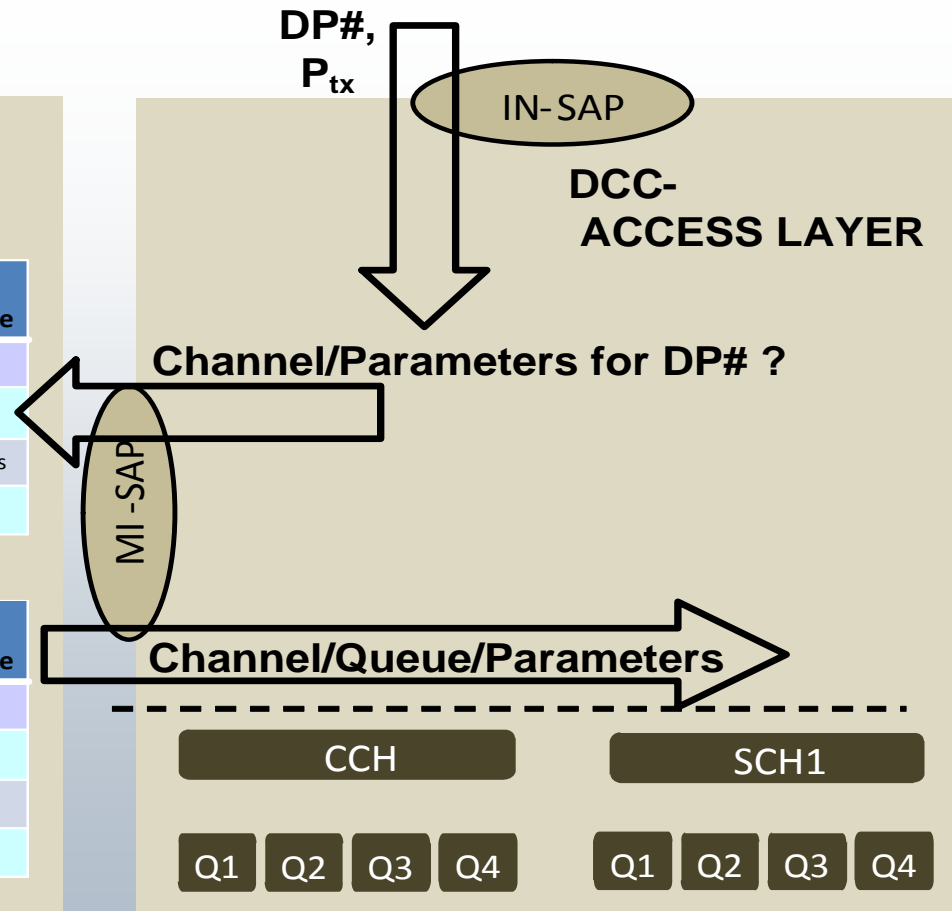 DP#,
Ptx
IN-SAP
DCC-
ACCESS LAYER
e
Channel/Parameters for DP# ?
s
MI-SAP
e
Channel/Queue/Parameters
CCH
SCH1
Q1 Q2 Q3 Q4
Q1 Q2 Q3 Q4